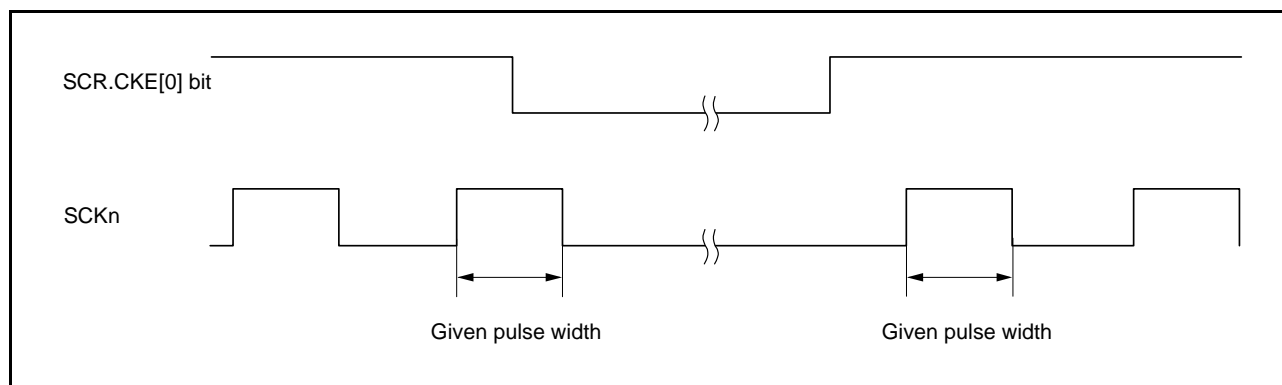 SCR.CKE[0] bit
SCKn
Given pulse width
Given pulse width